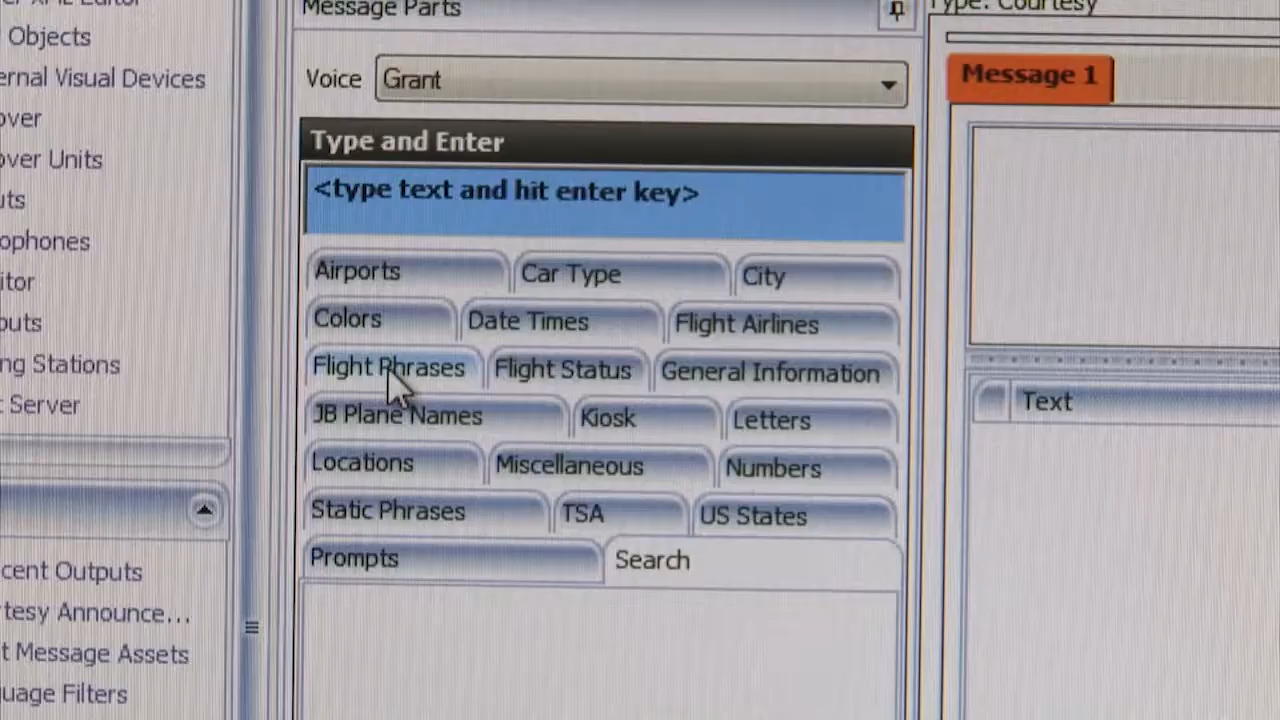 Objects
ernal Visual Devices
over
over Units
uts
ophones
itor
outs
ng Stations
Server
cent Outputs
tesy Announce...
t Message Assets
uage Filters
Message Parts
Voice Grant
Type and Enter
<type text and hit enter key>
Airports Car Type City
Colors Date Times Flight Airlines
Flight Phrases Flight Status General Information
JB Plane Names Kiosk Letters
Locations Miscellaneous Numbers
Static Phrases TSA US States
Prompts Search
Type: Courtesy
Message 1
Text